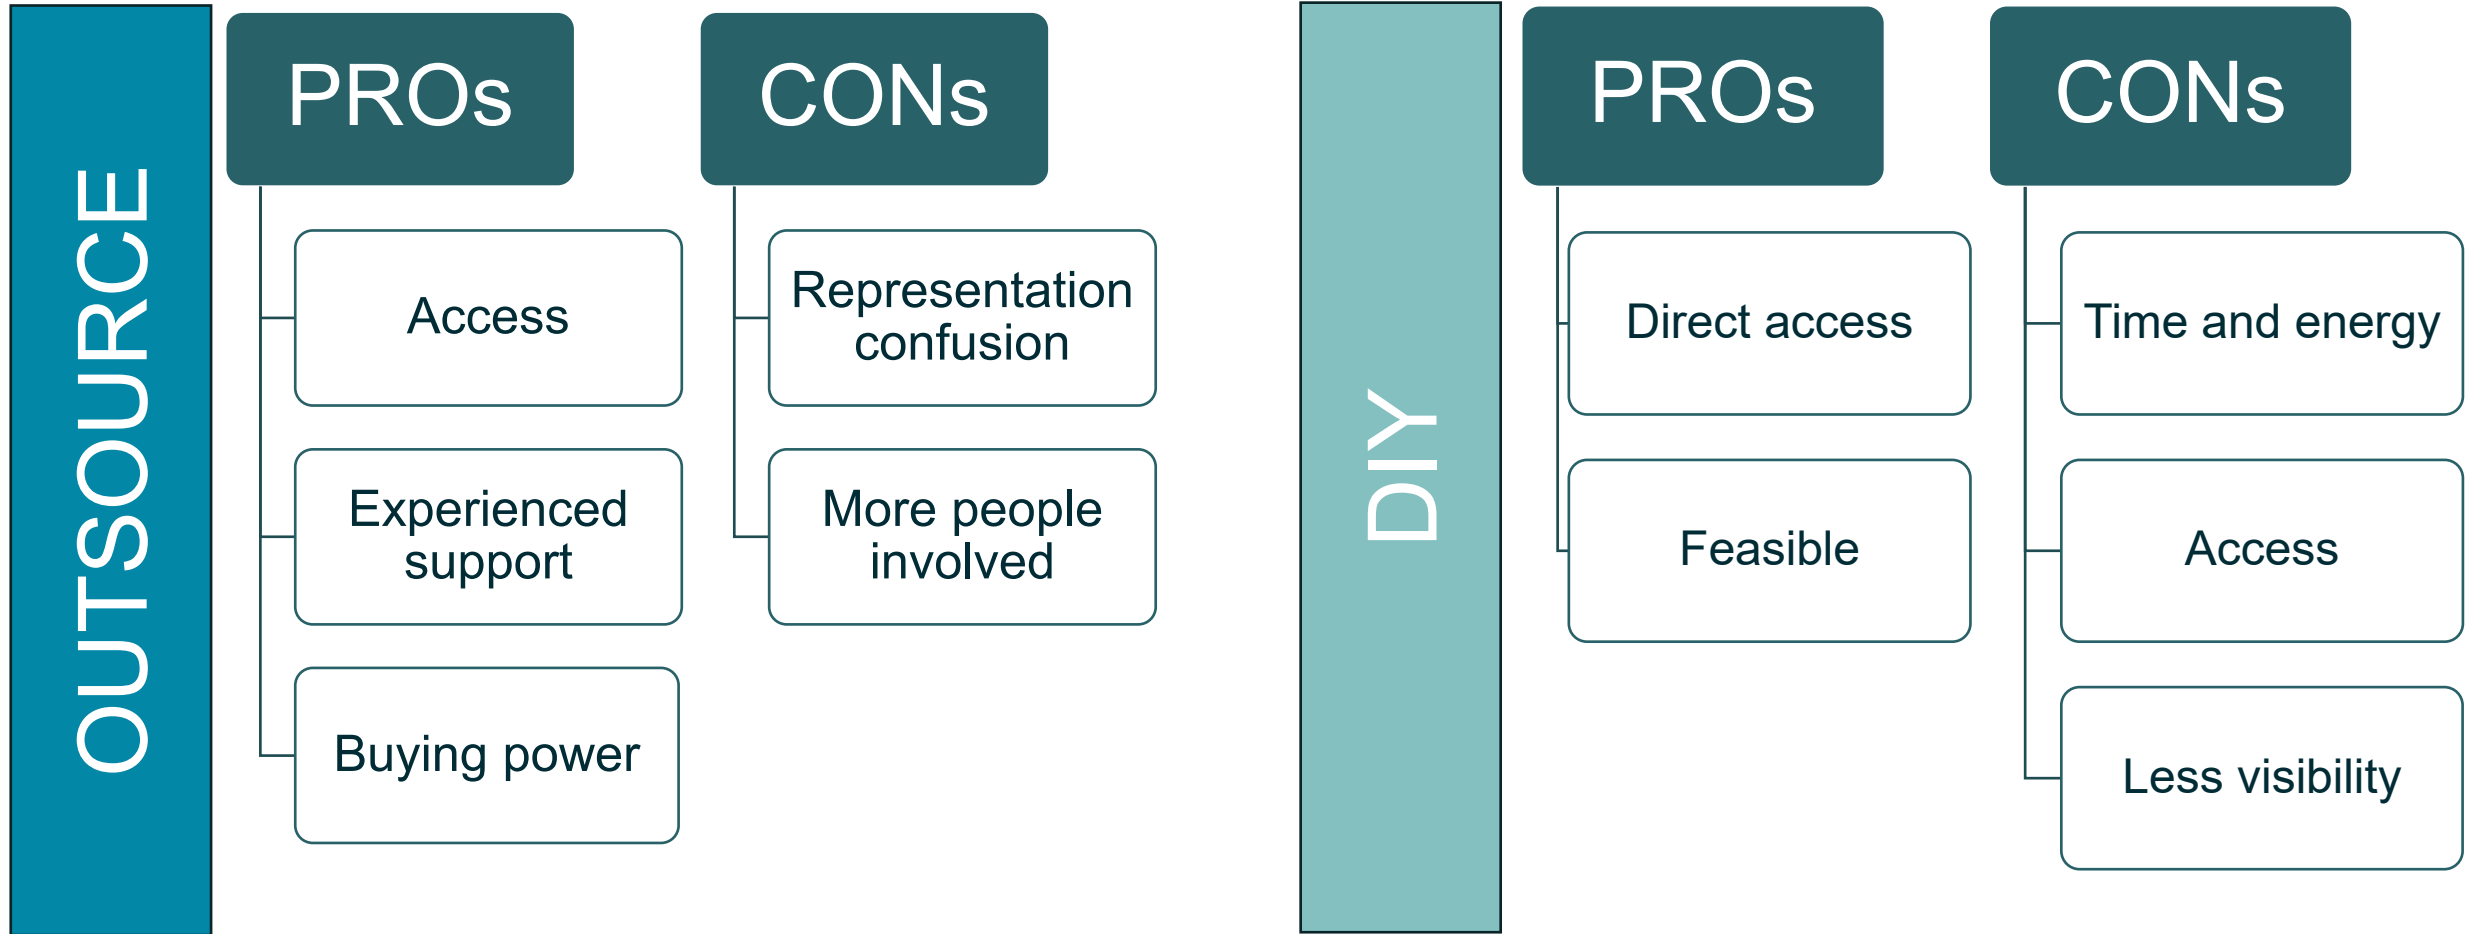 OUTSOURCE
PROs
Access
Experienced
support
Buying power
CONs
Representation
confusion
More people
involved
DIY
PROs
Direct access
Feasible
CONs
Time and energy
Access
Less visibility